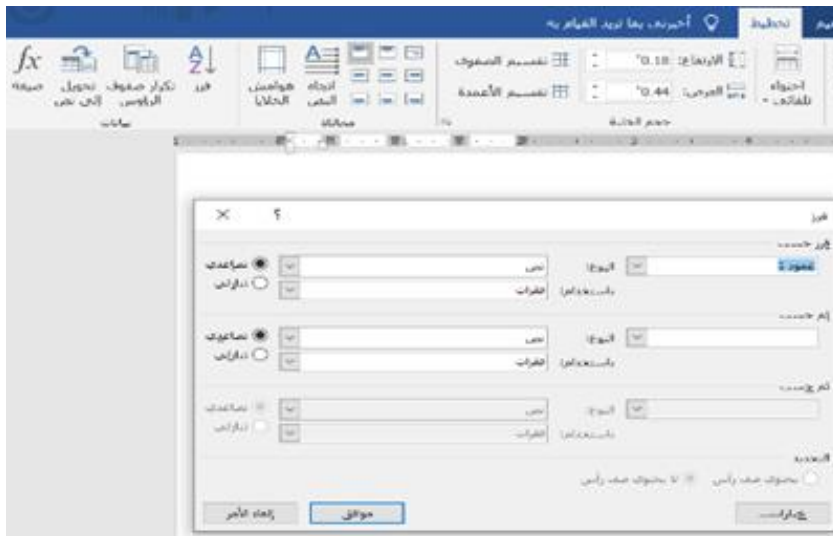 تخطيط أخبرني بما تريد القيام به
احتواء تلقائي
الارتفاع: 0.18"
العرض: 0.44"
تقسيم الصفوف
تقسيم الأعمدة
حجم الخلية
اتجاه النص
هوامش الخلايا
محاذاة
فرز
تكرار صفوف الرؤوس
تحويل إلى نص
صيغة
بيانات
فرز
؟ ×
فرز حسب
عمود 1 النوع: نص تصاعدي
باستخدام: فقرات تنازلي
ثم حسب
النوع: نص تصاعدي
باستخدام: فقرات تنازلي
ثم حسب
النوع: نص تصاعدي
باستخدام: فقرات تنازلي
يحتوي صف رأس لا يحتوي صف رأس
خيارات... موافق إلغاء الأمر